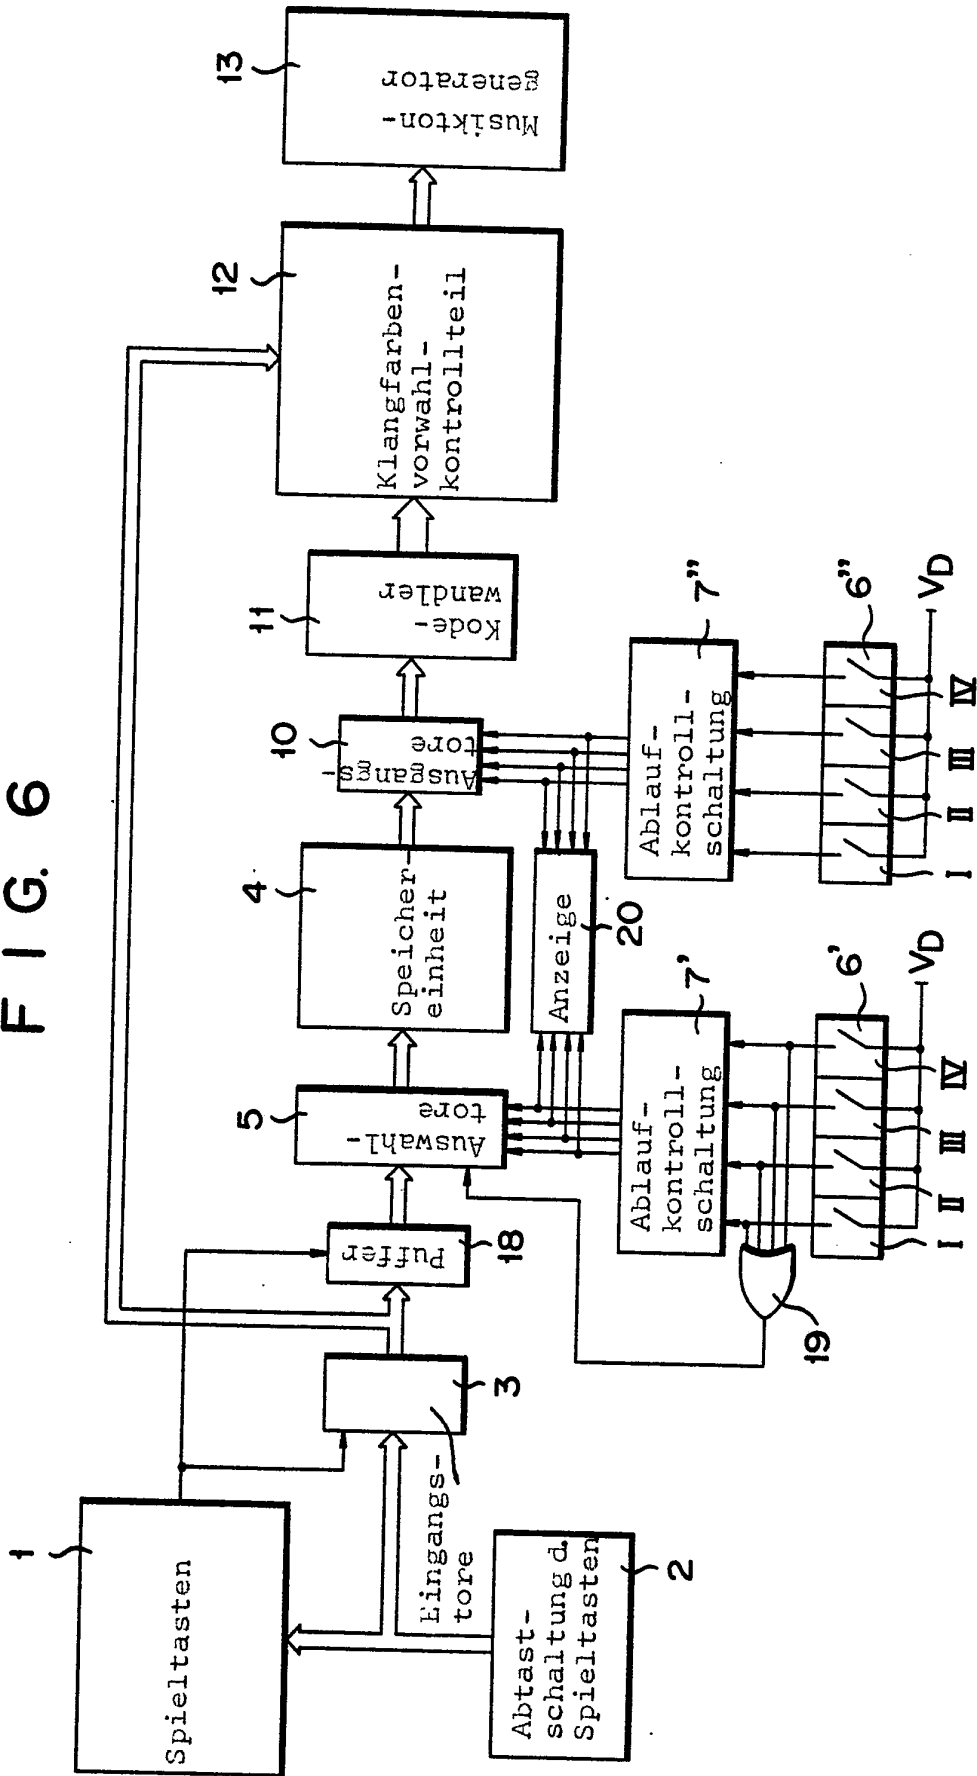 FIG. 6
1
Spieltasten
2
Abtast-
schaltung d.
Spieltasten
Eingangs-
tore
3
Puffer
18
5
Auswahl-
tore
4
Speicher-
einheit
10
Ausgangs-
tore
11
Kode-
wandler
12
Klangfarben-
vorwahl-
kontrollteil
13
Musikton-
generator
Anzeige
20
Ablauf-
kontroll-
schaltung
7'
Ablauf-
kontroll-
schaltung
7''
19
6'
I
II
III
IV
VD
6''
I
II
III
IV
VD